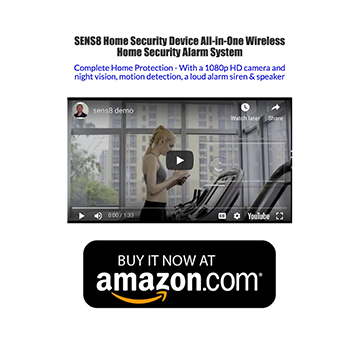 SENS8 Home Security Device All-in-One Wireless
Home Security Alarm System
Complete Home Protection - With a 1080p HD camera and
night vision, motion detection, a loud alarm siren & speaker
sens8 demo
Watch later
Share
0:00 / 1:33
CC
YouTube
BUY IT NOW AT
amazon.com